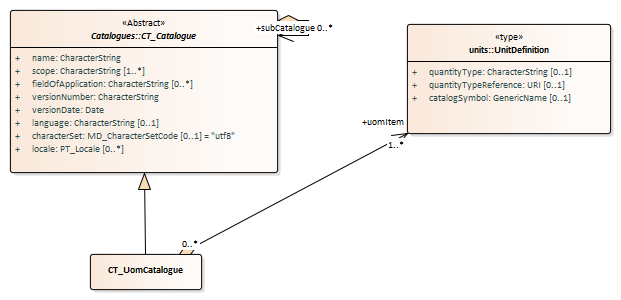 «Abstract»
Catalogues::CT_Catalogue
+ name: CharacterString
+ scope: CharacterString [1..*]
+ fieldOfApplication: CharacterString [0..*]
+ versionNumber: CharacterString
+ versionDate: Date
+ language: CharacterString [0..1]
+ characterSet: MD_CharacterSetCode [0..1] = "utf8"
+ locale: PT_Locale [0..*]
+subCatalogue 0..*
«type»
units::UnitDefinition
+ quantityType: CharacterString [0..1]
+ quantityTypeReference: URI [0..1]
+ catalogSymbol: GenericName [0..1]
+uomItem
1..*
0..*
CT_UomCatalogue